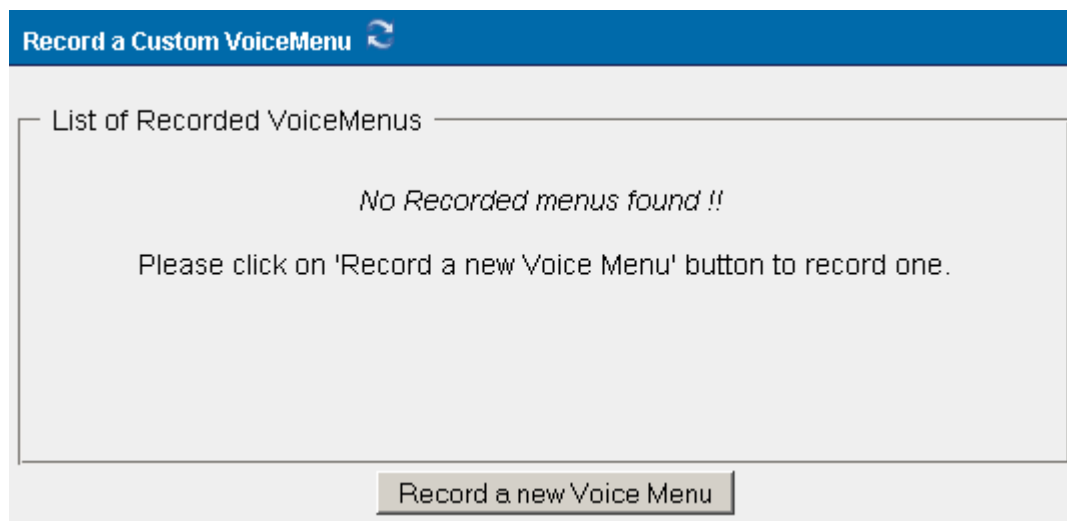 Record a Custom VoiceMenu
List of Recorded VoiceMenus
No Recorded menus found !!
Please click on 'Record a new Voice Menu' button to record one.
Record a new Voice Menu